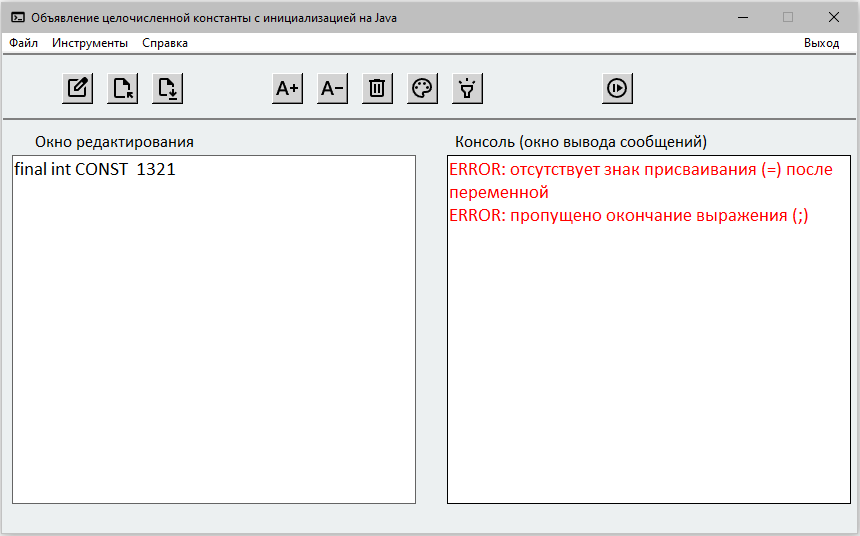 Объявление целочисленной константы с инициализацией на Java
Файл Инструменты Справка Выход
A+ A−
Окно редактирования Консоль (окно вывода сообщений)
final int CONST  1321
ERROR: отсутствует знак присваивания (=) после
переменной
ERROR: пропущено окончание выражения (;)